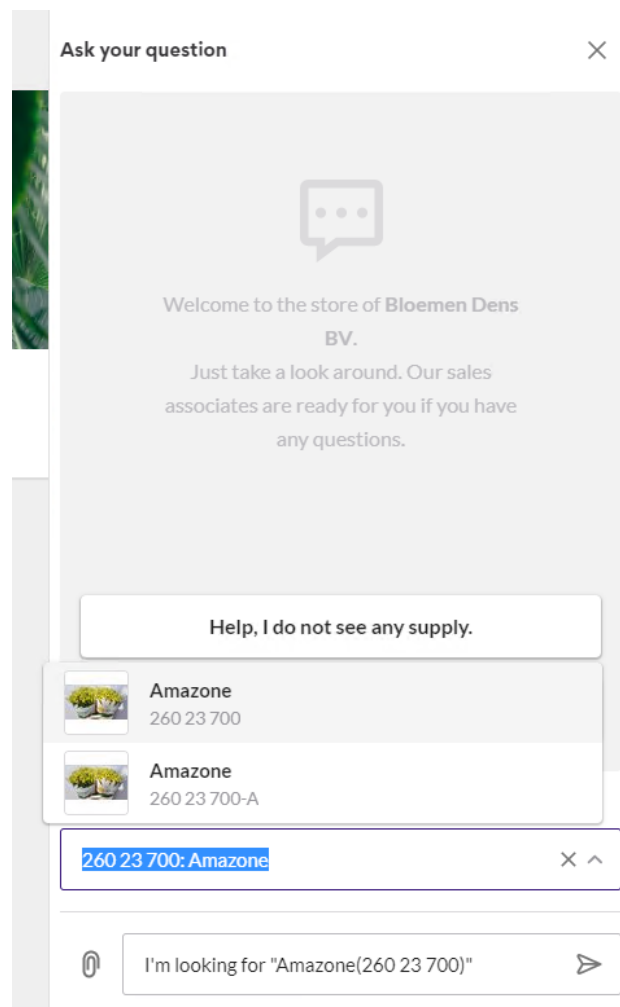 Ask your question
Welcome to the store of Bloemen Dens
BV.
Just take a look around. Our sales
associates are ready for you if you have
any questions.
Help, I do not see any supply.
Amazone
260 23 700
Amazone
260 23 700-A
260 23 700: Amazone
I'm looking for "Amazone(260 23 700)"